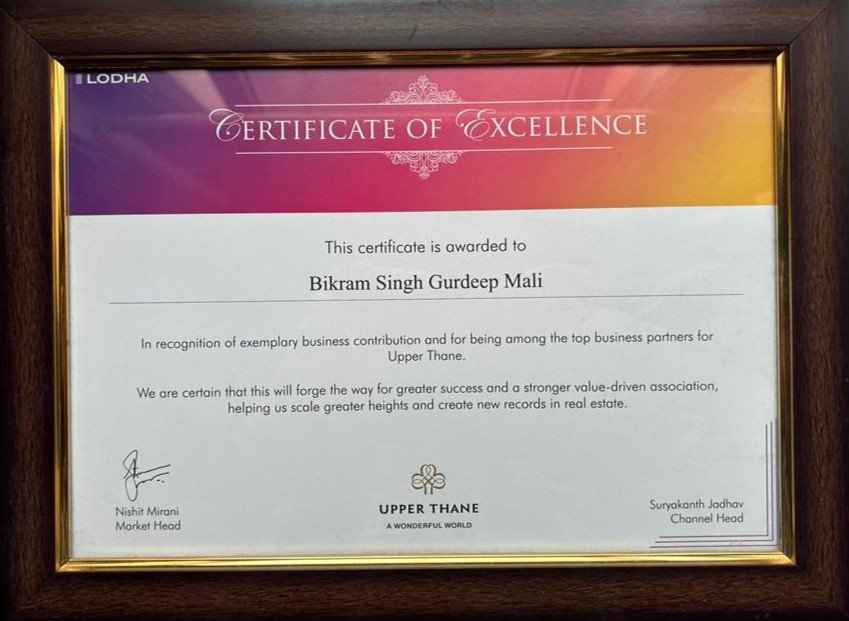 LODHA
CERTIFICATE OF EXCELLENCE
This certificate is awarded to
Bikram Singh Gurdeep Mali
In recognition of exemplary business contribution and for being among the top business partners for
Upper Thane.
We are certain that this will forge the way for greater success and a stronger value-driven association,
helping us scale greater heights and create new records in real estate.
Nishit Mirani
Market Head
UPPER THANE
A WONDERFUL WORLD
Suryakanth Jadhav
Channel Head